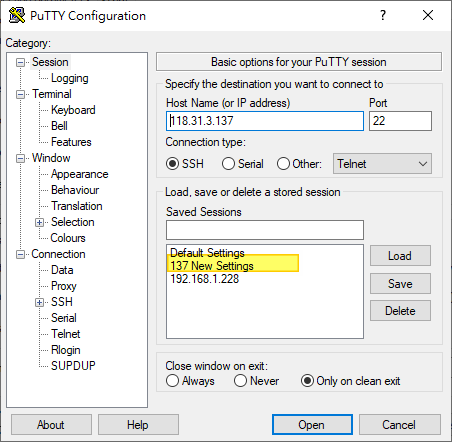 PuTTY Configuration
? ×
Category:
Session
Logging
Terminal
Keyboard
Bell
Features
Window
Appearance
Behaviour
Translation
Selection
Colours
Connection
Data
Proxy
SSH
Serial
Telnet
Rlogin
SUPDUP
Basic options for your PuTTY session
Specify the destination you want to connect to
Host Name (or IP address) Port
118.31.3.137 22
Connection type:
SSH Serial Other: Telnet
Load, save or delete a stored session
Saved Sessions
Default Settings
137 New Settings
192.168.1.228
Load
Save
Delete
Close window on exit:
Always Never Only on clean exit
About Help Open Cancel